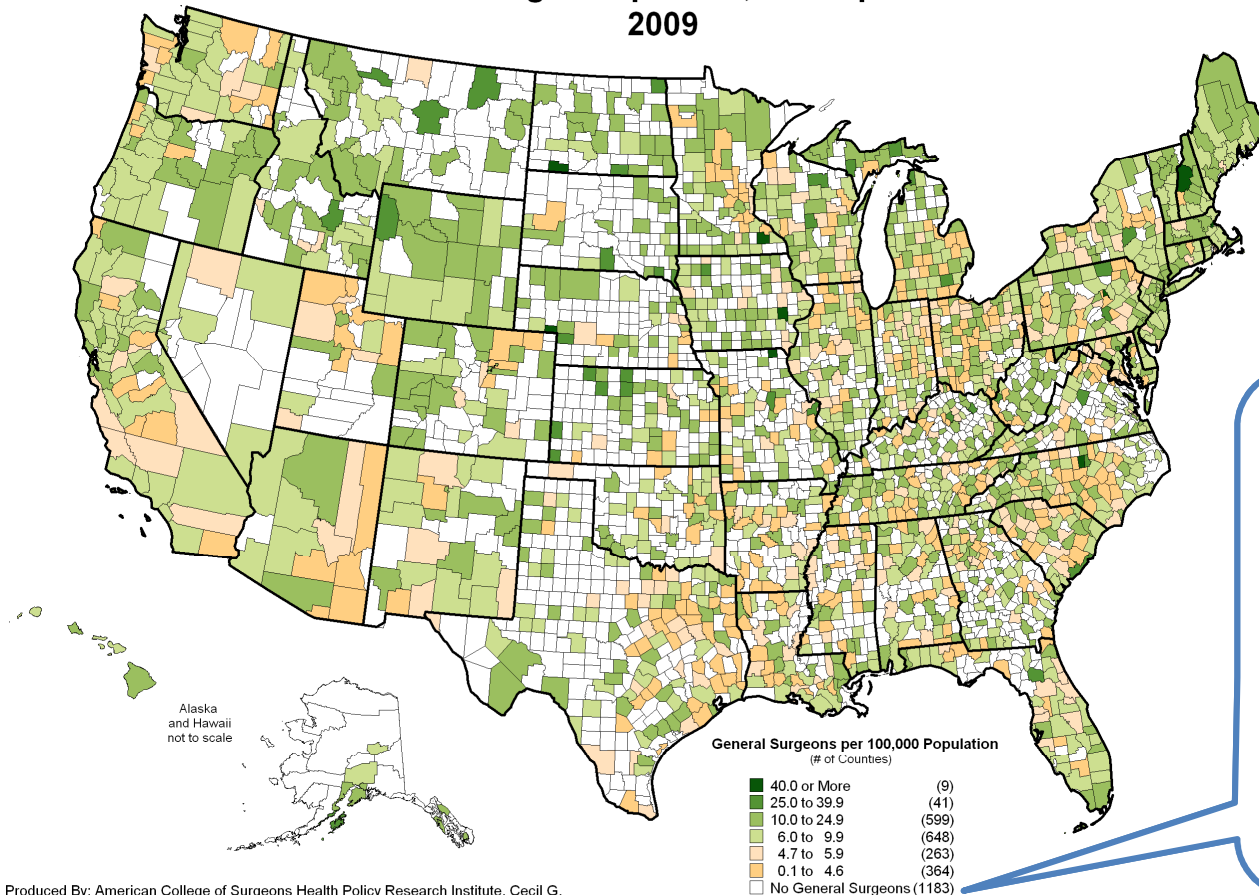 2009
Alaska
and Hawaii
not to scale
General Surgeons per 100,000 Population
(# of Counties)
40.0 or More (9)
25.0 to 39.9 (41)
10.0 to 24.9 (599)
6.0 to 9.9 (648)
4.7 to 5.9 (263)
0.1 to 4.6 (364)
No General Surgeons (1183)
Produced By: American College of Surgeons Health Policy Research Institute, Cecil G.